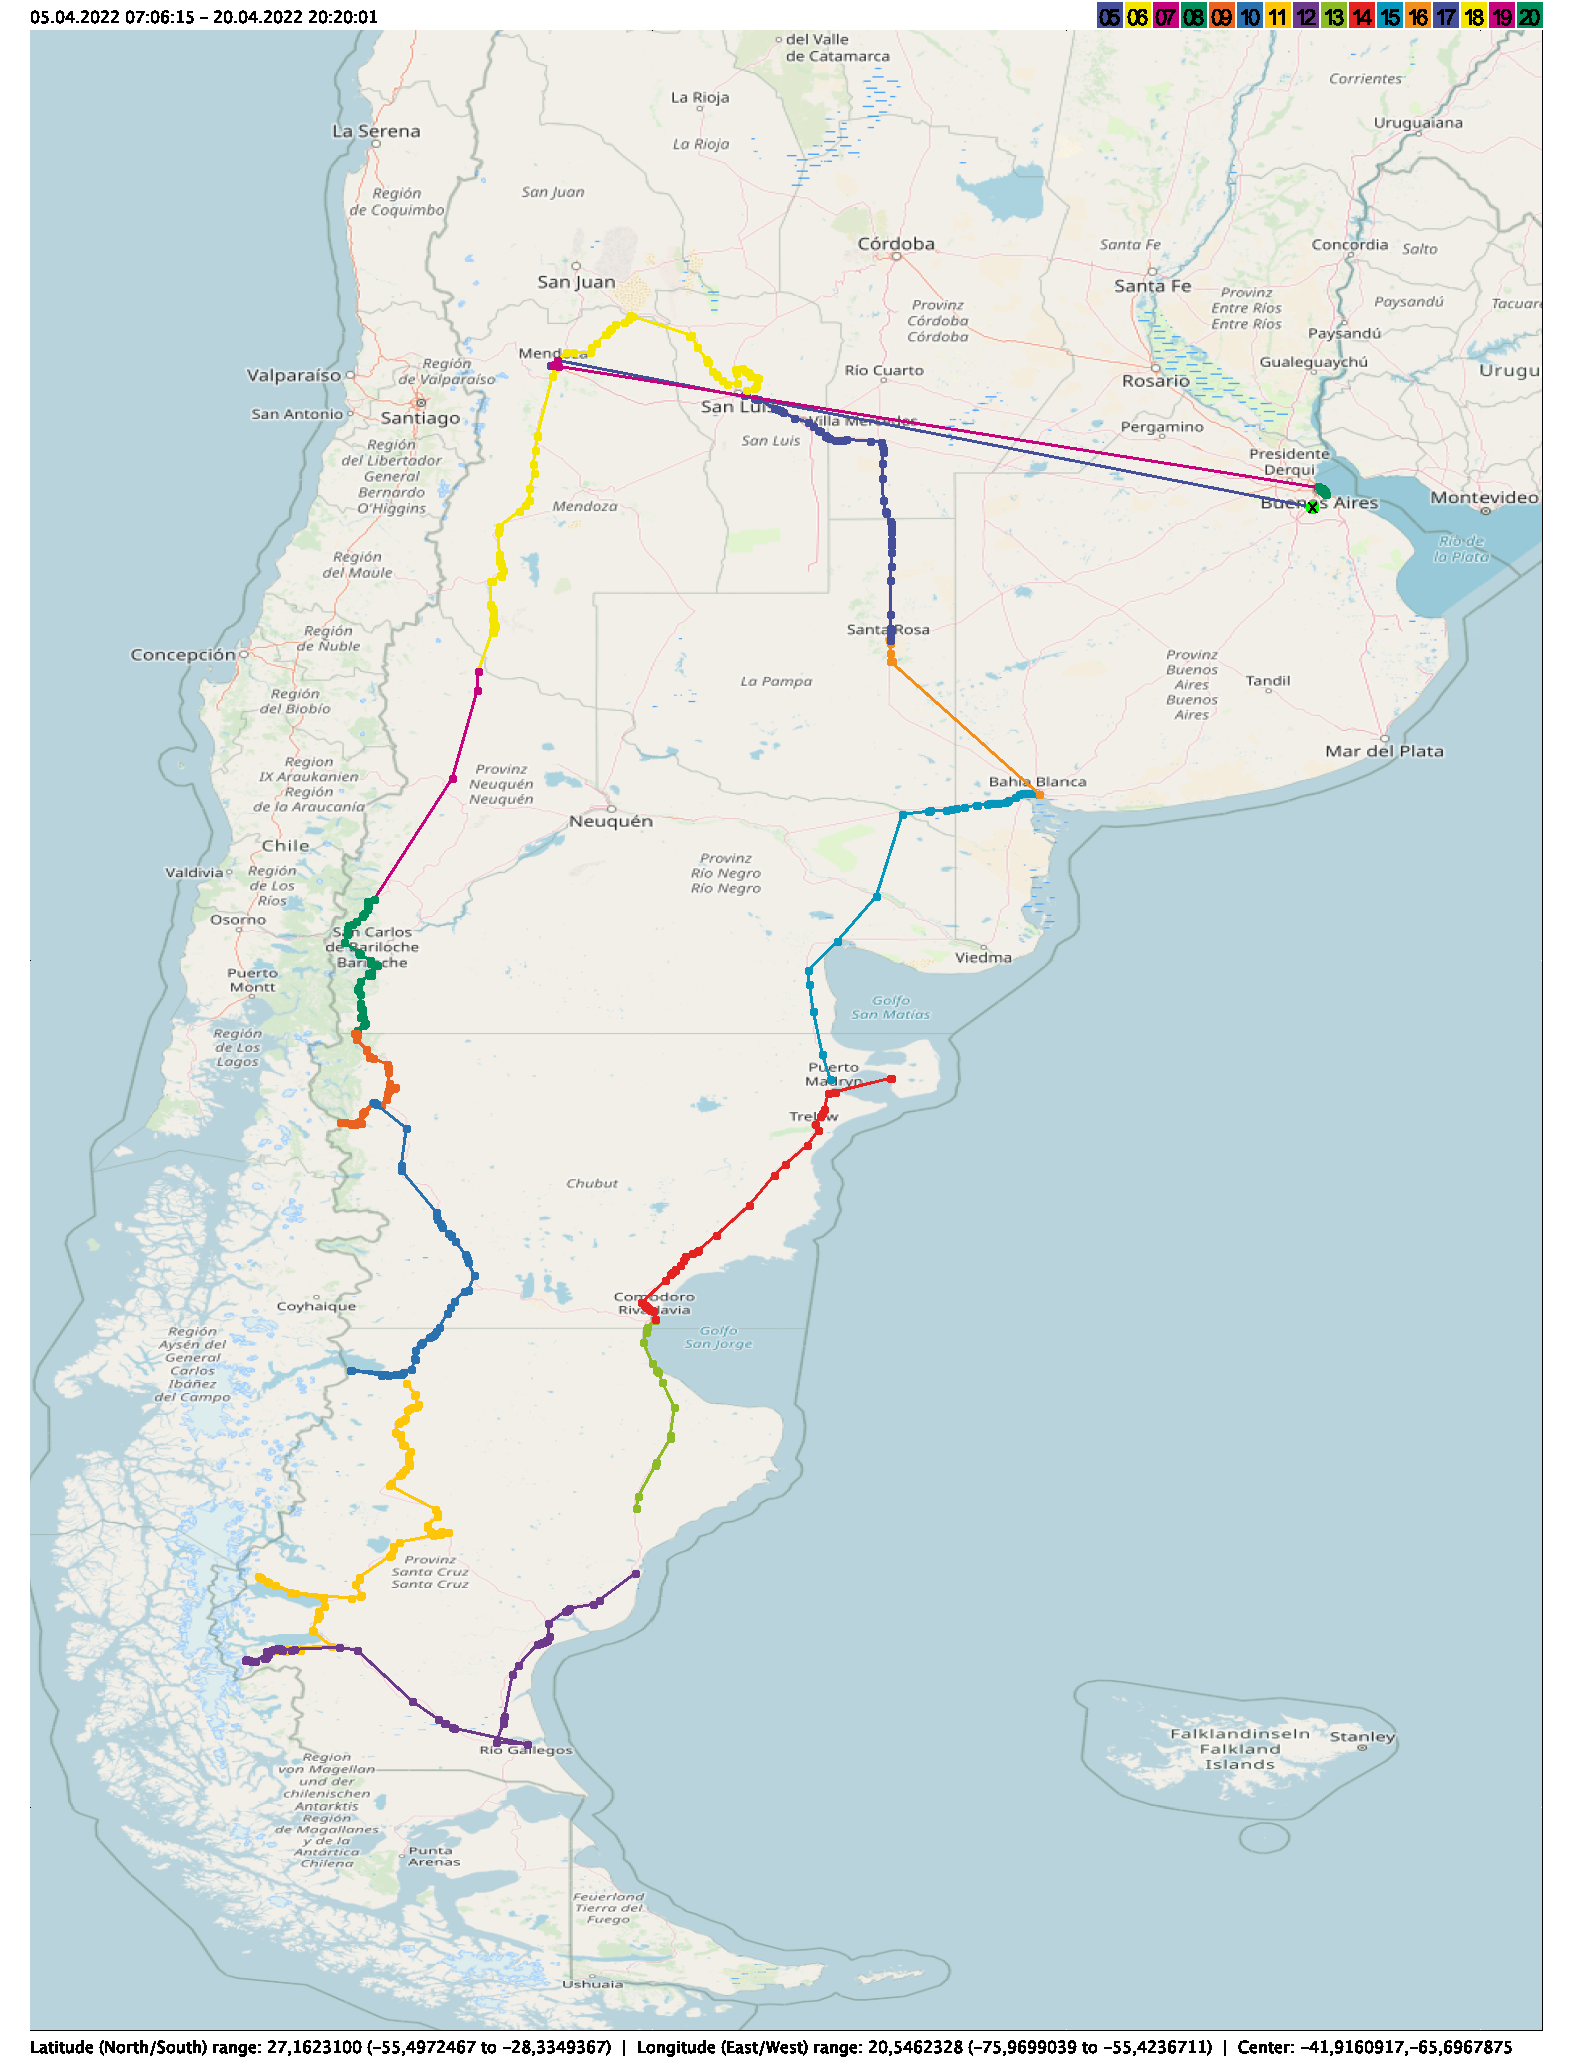 05.04.2022 07:06:15 – 20.04.2022 20:20:01
05 06 07 08 09 10 11 12 13 14 15 16 17 18 19 20
del Valle
de Catamarca
Corrientes
La Rioja
La Serena
Uruguaiana
La Rioja
San Juan
Región
de Coquimbo
Córdoba
Santa Fe
Concordia
Salto
San Juan
Santa Fe
Provinz
Entre Ríos
Entre Ríos
Provinz
Córdoba
Córdoba
Paysandú
Tacuar
Paysandú
Mendoza
Región
de Valparaíso
Valparaíso
Río Cuarto
Gualeguaychú
Urugu
Rosario
San Antonio
Santiago
San Luis
Villa Mercedes
Pergamino
Región
del Libertador
General
Bernardo
O'Higgins
San Luis
Presidente
Derqui
Montevideo
Mendoza
Buenos Aires
Río de
la Plata
Región
del Maule
Región
de Ñuble
Santa Rosa
Concepción
Provinz
Buenos
Aires
Buenos
Aires
La Pampa
Tandil
Región
del Biobío
Mar del Plata
Region
IX Araukanien
Región
de la Araucanía
Provinz
Neuquén
Neuquén
Bahía Blanca
Neuquén
Chile
Valdivia
Región
de Los
Ríos
Provinz
Río Negro
Río Negro
Osorno
San Carlos
de Bariloche
Bariloche
Viedma
Puerto
Montt
Golfo
San Matías
Región
de Los
Lagos
Puerto
Madryn
Trelew
Chubut
Coyhaique
Comodoro
Rivadavia
Región
Aysén del
General
Carlos
Ibáñez
del Campo
Golfo
San Jorge
Provinz
Santa Cruz
Santa Cruz
Río Gallegos
Falklandinseln
Falkland
Islands
Stanley
Region
von Magellan
und der
chilenischen
Antarktis
Región
de Magallanes
y de la
Antártica
Chilena
Punta
Arenas
Feuerland
Tierra del
Fuego
Ushuaia
Latitude (North/South) range: 27,1623100 (−55,4972467 to −28,3349367) | Longitude (East/West) range: 20,5462328 (−75,9699039 to −55,4236711) | Center: −41,9160917,−65,6967875